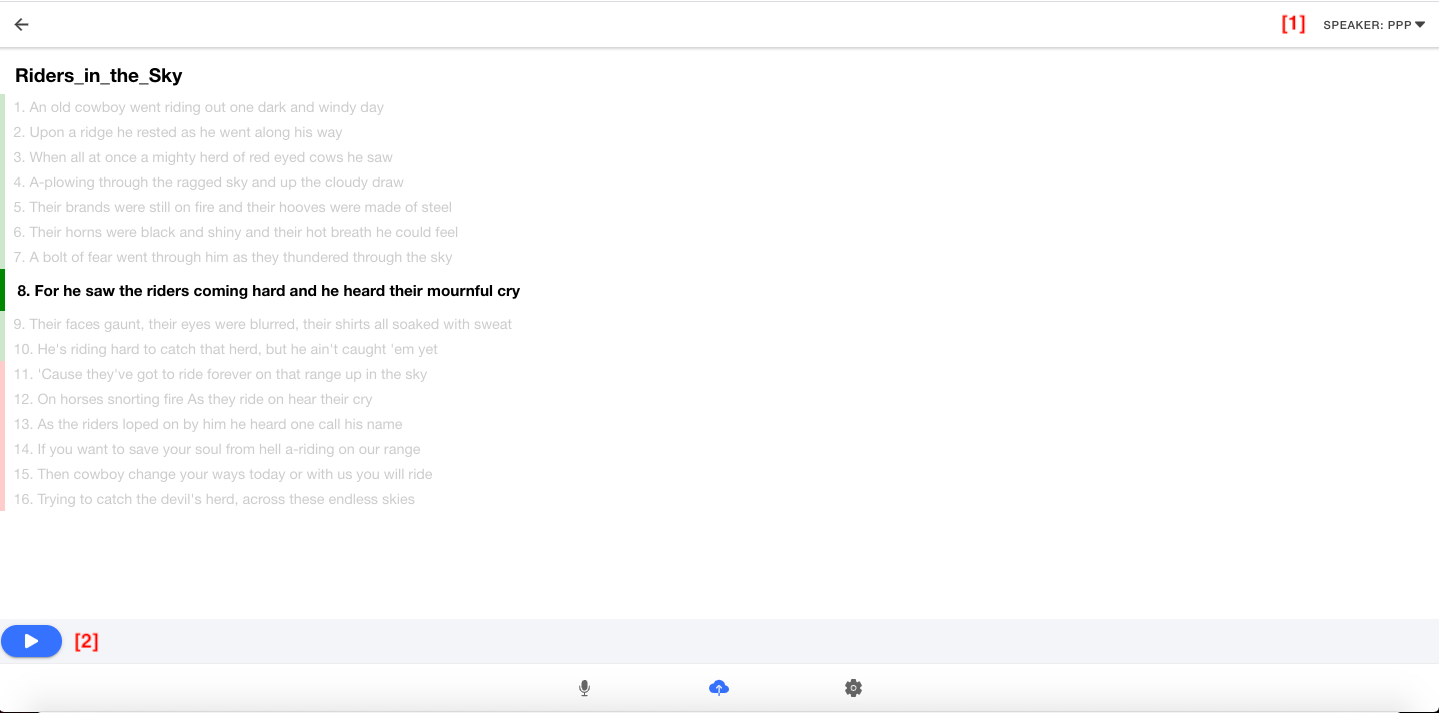 [1] SPEAKER: PPP
Riders_in_the_Sky
1. An old cowboy went riding out one dark and windy day
2. Upon a ridge he rested as he went along his way
3. When all at once a mighty herd of red eyed cows he saw
4. A-plowing through the ragged sky and up the cloudy draw
5. Their brands were still on fire and their hooves were made of steel
6. Their horns were black and shiny and their hot breath he could feel
7. A bolt of fear went through him as they thundered through the sky
8. For he saw the riders coming hard and he heard their mournful cry
9. Their faces gaunt, their eyes were blurred, their shirts all soaked with sweat
10. He's riding hard to catch that herd, but he ain't caught 'em yet
11. 'Cause they've got to ride forever on that range up in the sky
12. On horses snorting fire As they ride on hear their cry
13. As the riders loped on by him he heard one call his name
14. If you want to save your soul from hell a-riding on our range
15. Then cowboy change your ways today or with us you will ride
16. Trying to catch the devil's herd, across these endless skies
[2]